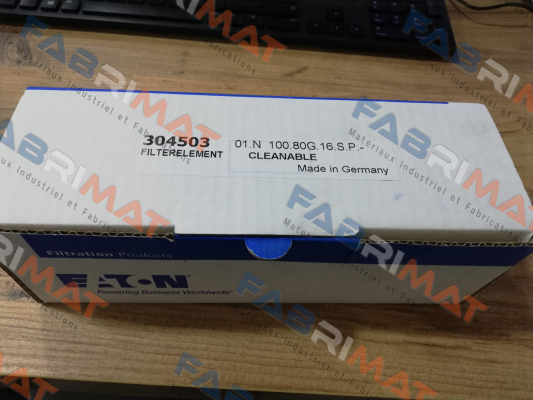 304503
FILTERELEMENT
01.N 100.80G.16.S.P.-
CLEANABLE
Made in Germany
Filtration Products
EATON
Powering Business Worldwide
FABRIMAT
Matériaux Industriel et Fabrications